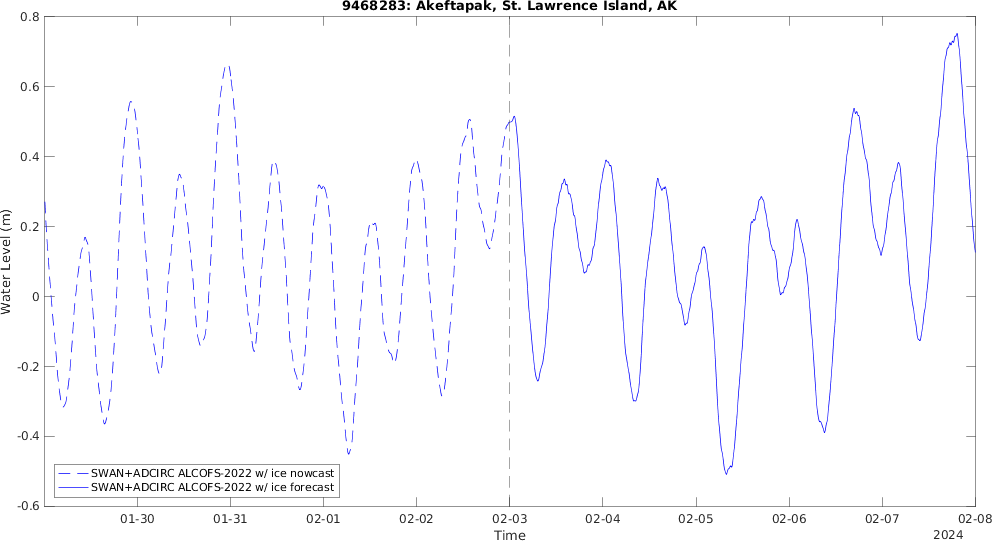 9468283: Akeftapak, St. Lawrence Island, AK
0.8
0.6
0.4
0.2
0
-0.2
-0.4
-0.6
Water Level (m)
SWAN+ADCIRC ALCOFS-2022 w/ ice nowcast
SWAN+ADCIRC ALCOFS-2022 w/ ice forecast
01-30 01-31 02-01 02-02 02-03 02-04 02-05 02-06 02-07 02-08
Time
2024